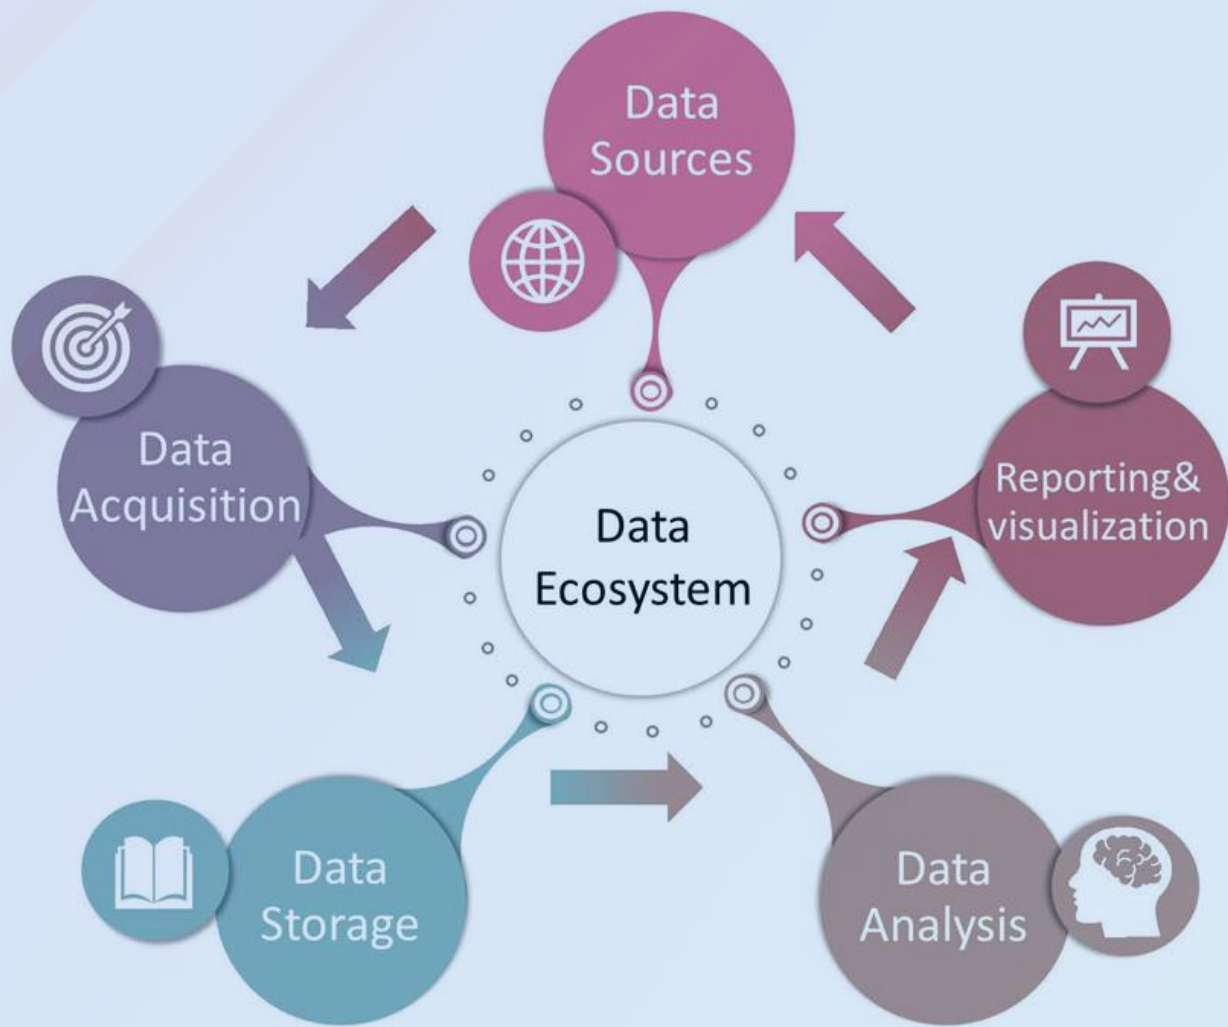 Data
Sources
Data
Acquisition
Data
Ecosystem
Reporting&
visualization
Data
Storage
Data
Analysis